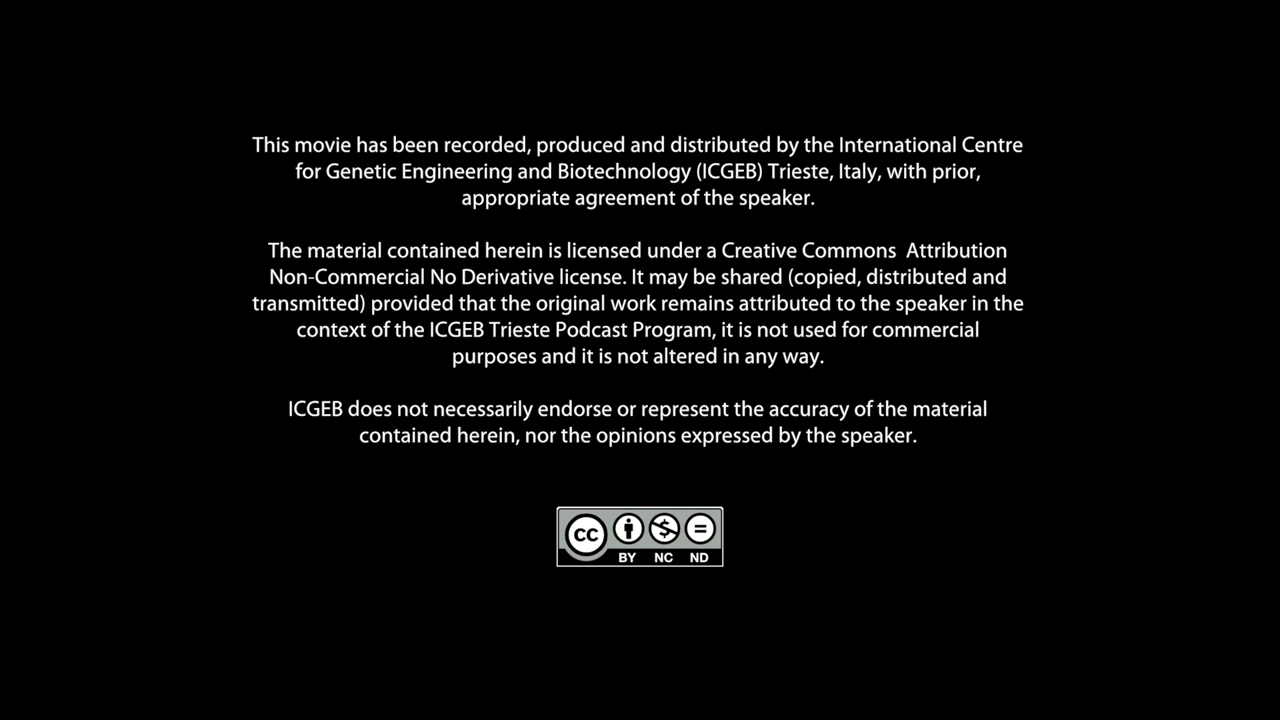 This movie has been recorded, produced and distributed by the International Centre
for Genetic Engineering and Biotechnology (ICGEB) Trieste, Italy, with prior,
appropriate agreement of the speaker.
The material contained herein is licensed under a Creative Commons  Attribution
Non-Commercial No Derivative license. It may be shared (copied, distributed and
transmitted) provided that the original work remains attributed to the speaker in the
context of the ICGEB Trieste Podcast Program, it is not used for commercial
purposes and it is not altered in any way.
ICGEB does not necessarily endorse or represent the accuracy of the material
contained herein, nor the opinions expressed by the speaker.
CC
BY NC ND